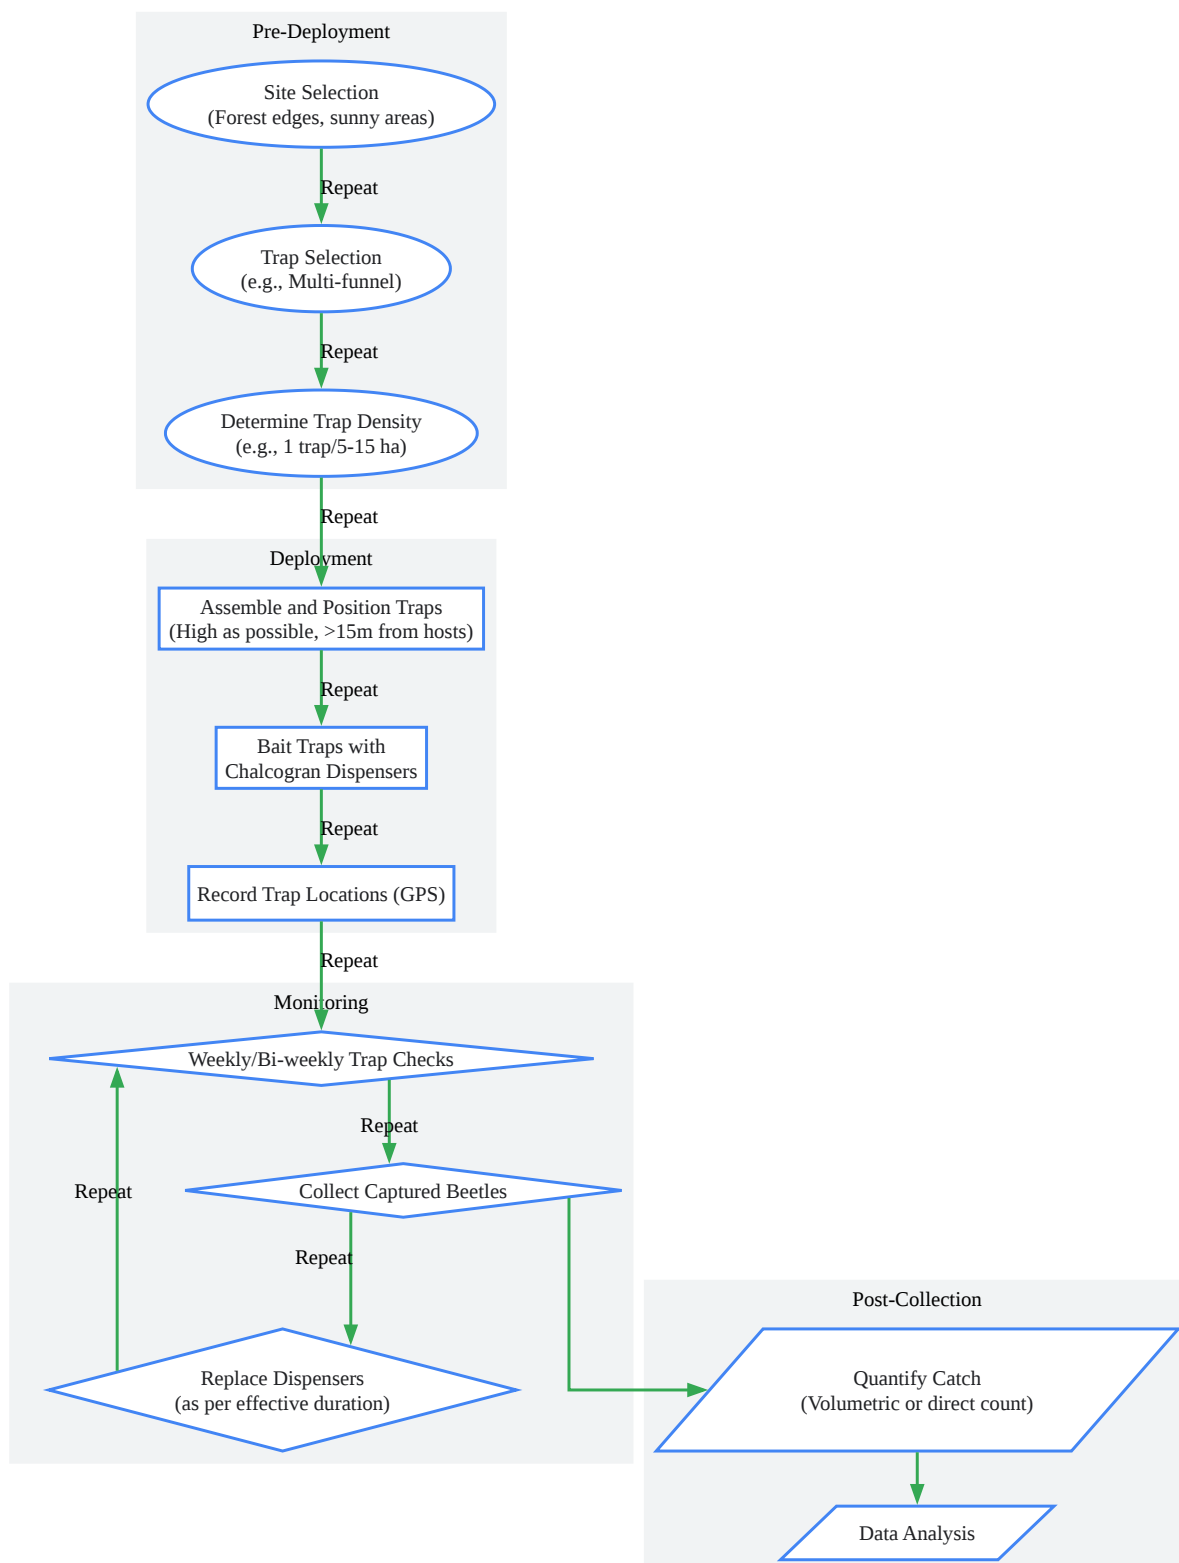 Pre-Deployment
Site Selection
(Forest edges, sunny areas)
Repeat
Trap Selection
(e.g., Multi-funnel)
Repeat
Determine Trap Density
(e.g., 1 trap/5-15 ha)
Repeat
Deployment
Assemble and Position Traps
(High as possible, >15m from hosts)
Repeat
Bait Traps with
Chalcogran Dispensers
Repeat
Record Trap Locations (GPS)
Repeat
Monitoring
Weekly/Bi-weekly Trap Checks
Repeat
Repeat
Collect Captured Beetles
Repeat
Replace Dispensers
(as per effective duration)
Post-Collection
Quantify Catch
(Volumetric or direct count)
Data Analysis